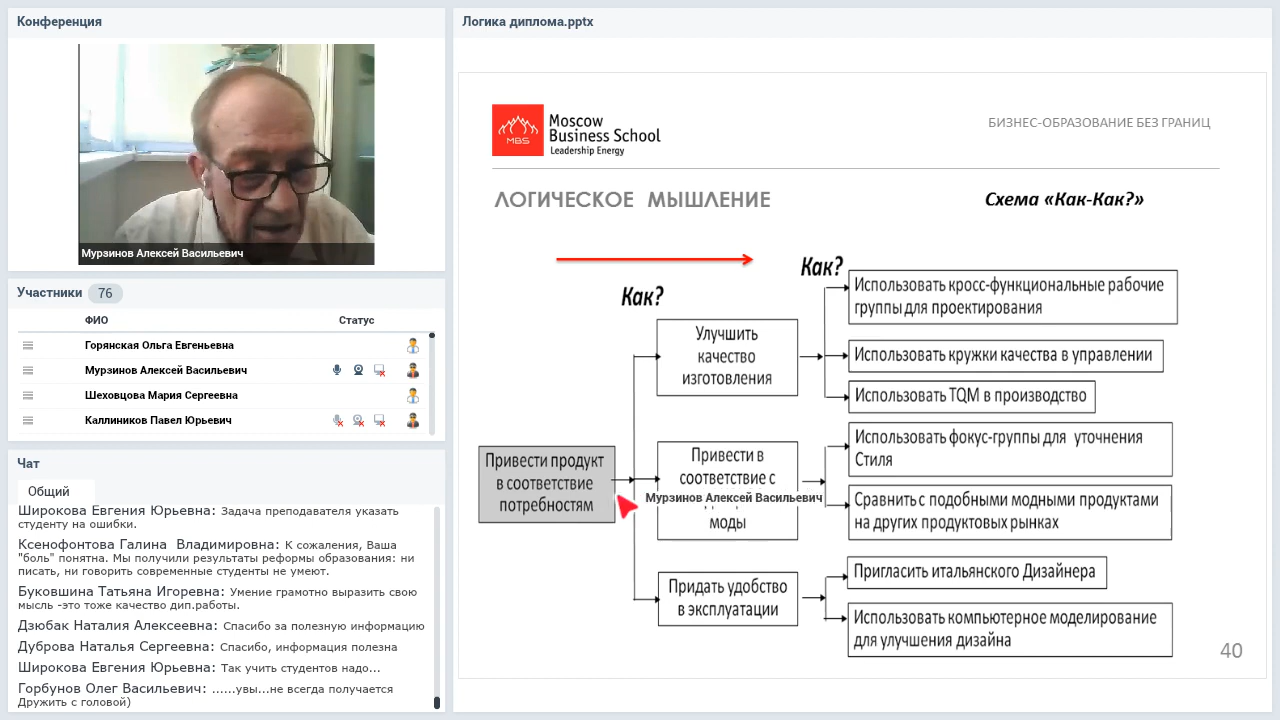 Конференция
Мурзинов Алексей Васильевич
Участники 76
ФИО Статус
Горянская Ольга Евгеньевна
Мурзинов Алексей Васильевич
Шеховцова Мария Сергеевна
Каллиников Павел Юрьевич
Чат
Общий
Широкова Евгения Юрьевна: Задача преподавателя указать
студенту на ошибки.
Ксенофонтова Галина Владимировна: К сожаления, Ваша
"боль" понятна. Мы получили результаты реформы образования: ни
писать, ни говорить современные студенты не умеют.
Буковшина Татьяна Игоревна: Умение грамотно выразить свою
мысль -это тоже качество дип.работы.
Дзюбак Наталия Алексеевна: Спасибо за полезную информацию
Дуброва Наталья Сергеевна: Спасибо, информация полезна
Широкова Евгения Юрьевна: Так учить студентов надо...
Горбунов Олег Васильевич: ......увы...не всегда получается
Дружить с головой)
Логика диплома.pptx
MBS
Moscow
Business School
Leadership Energy
БИЗНЕС-ОБРАЗОВАНИЕ БЕЗ ГРАНИЦ
ЛОГИЧЕСКОЕ МЫШЛЕНИЕ
Схема «Как-Как?»
Как?
Как?
Привести продукт
в соответствие
потребностям
Улучшить
качество
изготовления
Привести в
соответствие с
моды
Мурзинов Алексей Васильевич
Придать удобство
в эксплуатации
Использовать кросс-функциональные рабочие
группы для проектирования
Использовать кружки качества в управлении
Использовать TQM в производство
Использовать фокус-группы для уточнения
Стиля
Сравнить с подобными модными продуктами
на других продуктовых рынках
Пригласить итальянского Дизайнера
Использовать компьютерное моделирование
для улучшения дизайна
40